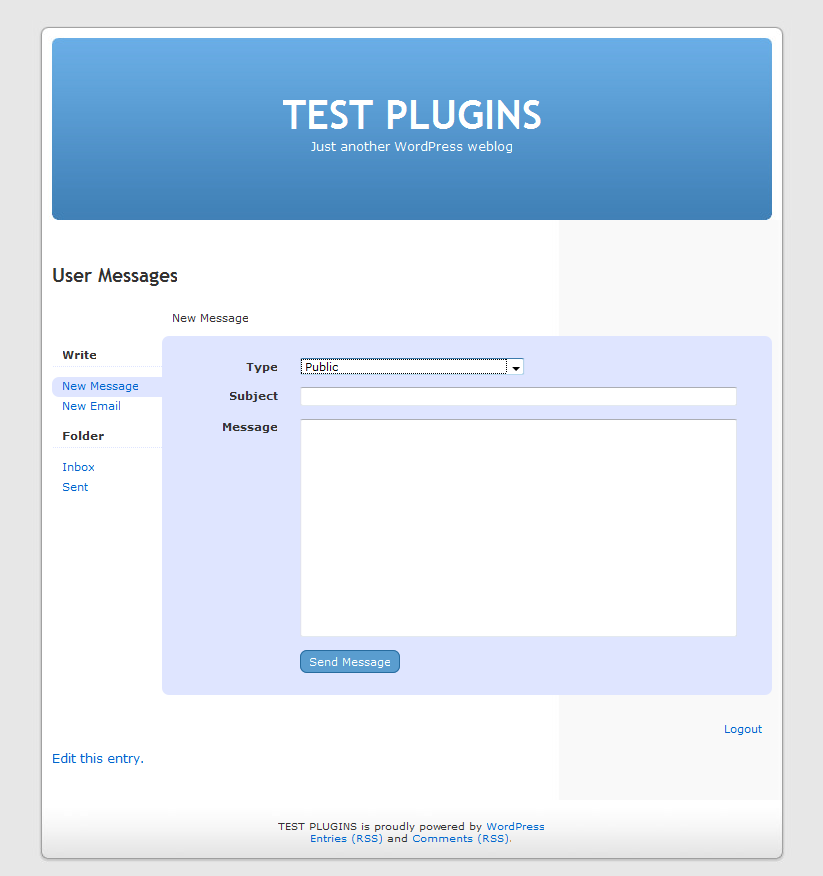 TEST PLUGINS
Just another WordPress weblog
User Messages
New Message
Write
New Message
New Email
Folder
Inbox
Sent
Type
Public
Subject
Message
Send Message
Logout
Edit this entry.
TEST PLUGINS is proudly powered by WordPress
Entries (RSS) and Comments (RSS).